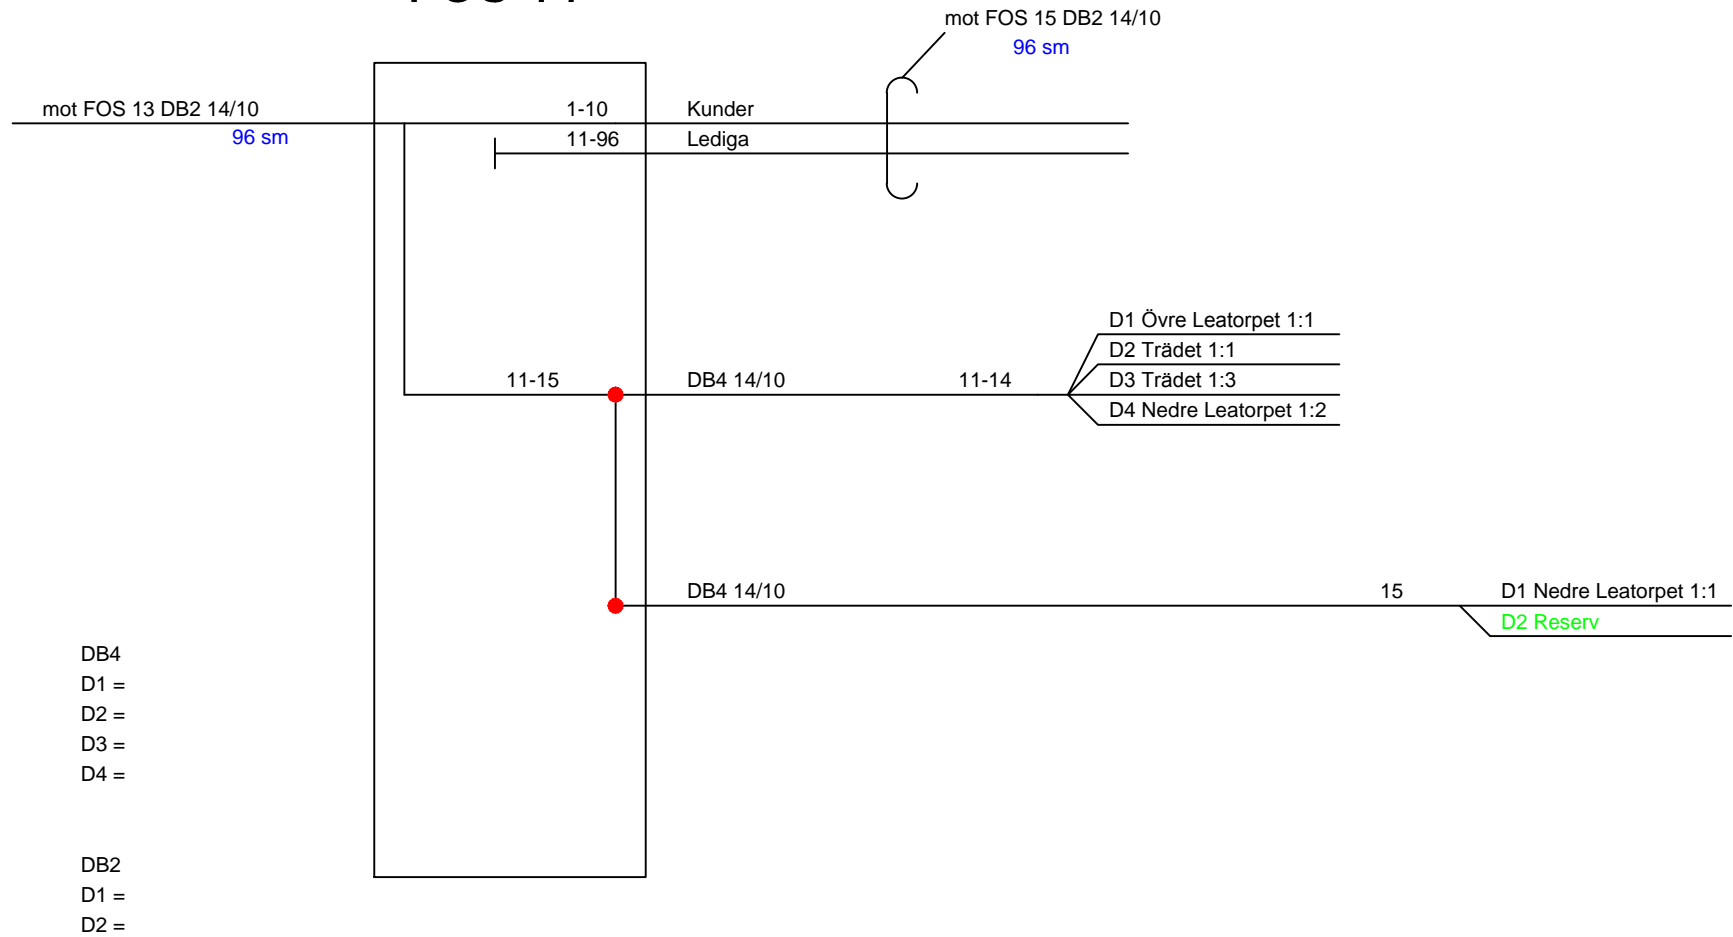 mot FOS 15 DB2 14/10
96 sm
mot FOS 13 DB2 14/10
96 sm
1-10
Kunder
11-96
Lediga
D1 Övre Leatorpet 1:1
D2 Trädet 1:1
11-15
DB4 14/10
11-14
D3 Trädet 1:3
D4 Nedre Leatorpet 1:2
DB4 14/10
15
D1 Nedre Leatorpet 1:1
D2 Reserv
DB4
D1 =
D2 =
D3 =
D4 =
DB2
D1 =
D2 =